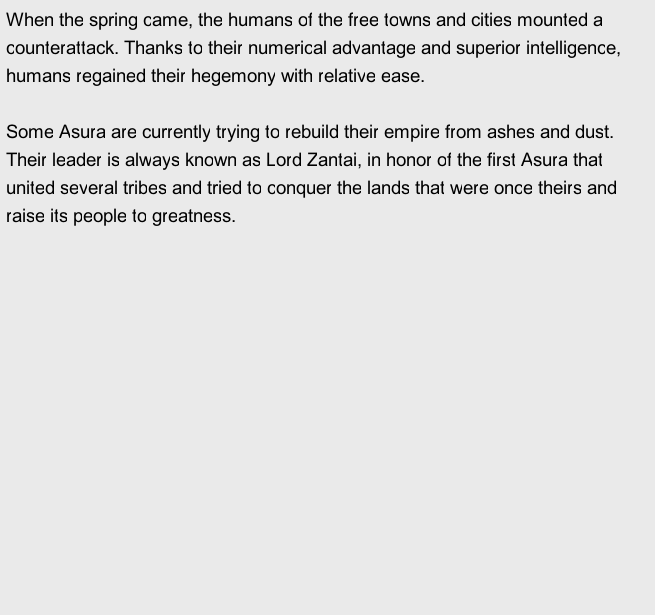 When the spring came, the humans of the free towns and cities mounted a
counterattack. Thanks to their numerical advantage and superior intelligence,
humans regained their hegemony with relative ease.

Some Asura are currently trying to rebuild their empire from ashes and dust.
Their leader is always known as Lord Zantai, in honor of the first Asura that
united several tribes and tried to conquer the lands that were once theirs and
raise its people to greatness.